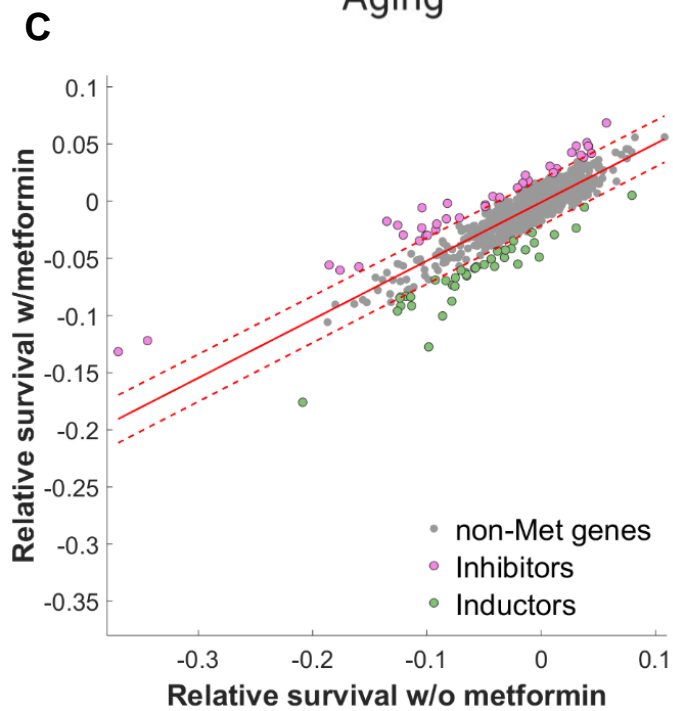 Aging
C
Relative survival w/metformin
0.1
0.05
0
-0.05
-0.1
-0.15
-0.2
-0.25
-0.3
-0.35
non-Met genes
Inhibitors
Inductors
-0.3 -0.2 -0.1 0 0.1
Relative survival w/o metformin